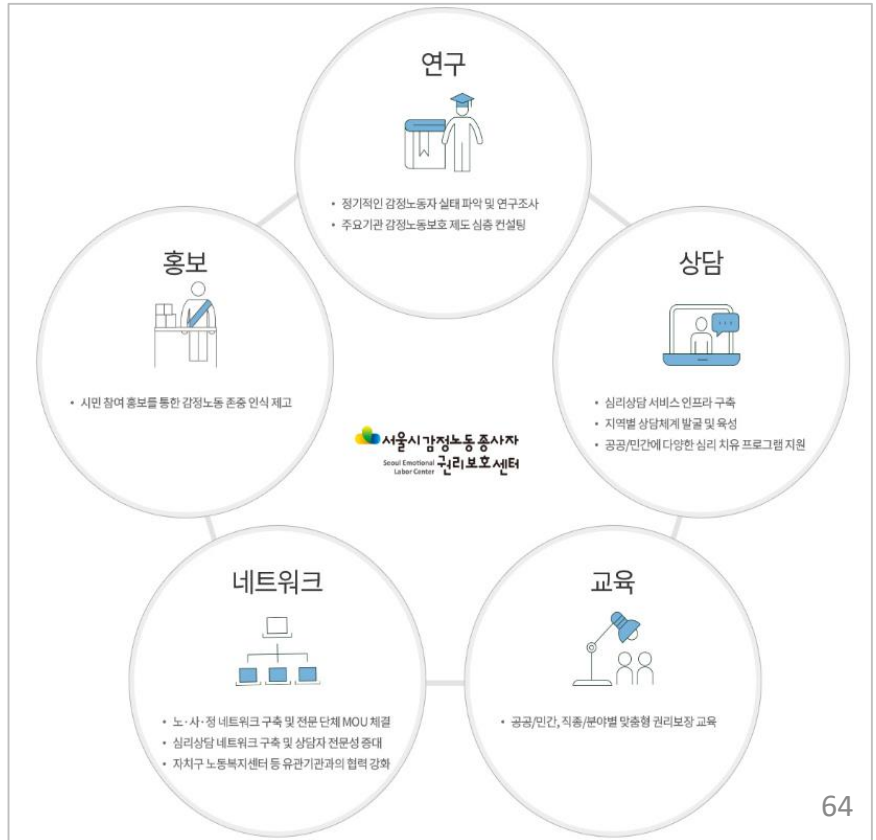 연구
• 정기적인 감정노동자 실태 파악 및 연구조사
• 주요기관 감정노동보호 제도 심층 컨설팅
홍보
• 시민 참여 홍보를 통한 감정노동 존중 인식 제고
상담
• 심리상담 서비스 인프라 구축
• 지역별 상담체계 발굴 및 육성
• 공공/민간에 다양한 심리 치유 프로그램 지원
서울시감정노동종사자
Seoul Emotional
Labor Center
권리보호센터
네트워크
• 노·사·정 네트워크 구축 및 전문 단체 MOU 체결
• 심리상담 네트워크 구축 및 상담자 전문성 증대
• 자치구 노동복지센터 등 유관기관과의 협력 강화
교육
• 공공/민간, 직종/분야별 맞춤형 권리보장 교육
64